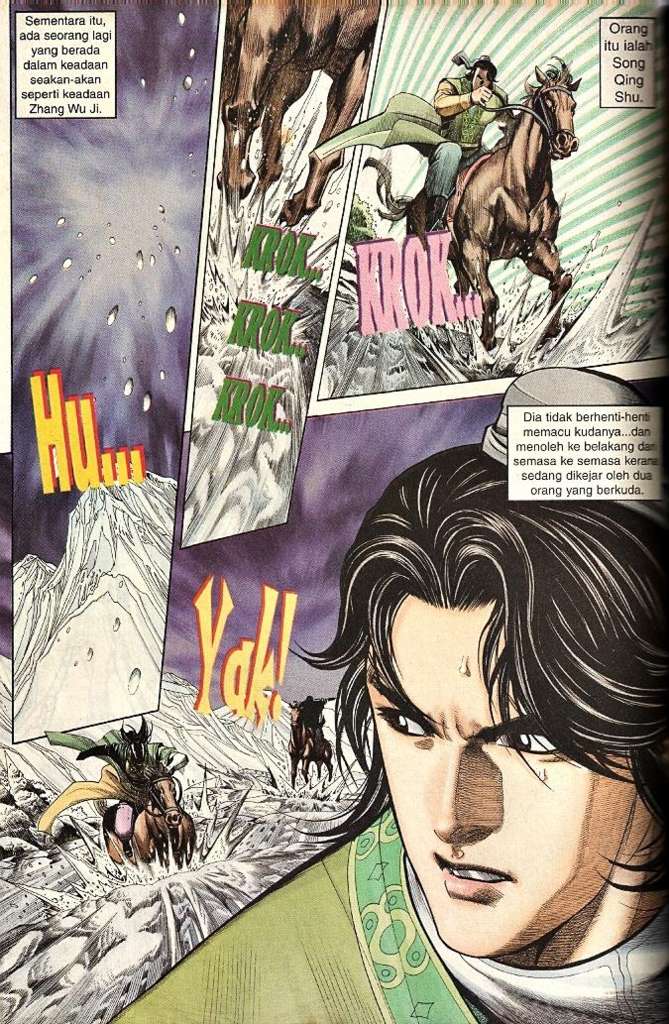 Sementara itu,
ada seorang lagi
yang berada
dalam keadaan
seakan-akan
seperti keadaan
Zhang Wu Ji.
Orang
itu ialah
Song
Qing
Shu.
KROK...
KROK...
KROK...
KROK...
HU...
Dia tidak berhenti-henti
memacu kudanya...dan
menoleh ke belakang dari
semasa ke semasa kerana
sedang dikejar oleh dua
orang yang berkuda.
Yak!